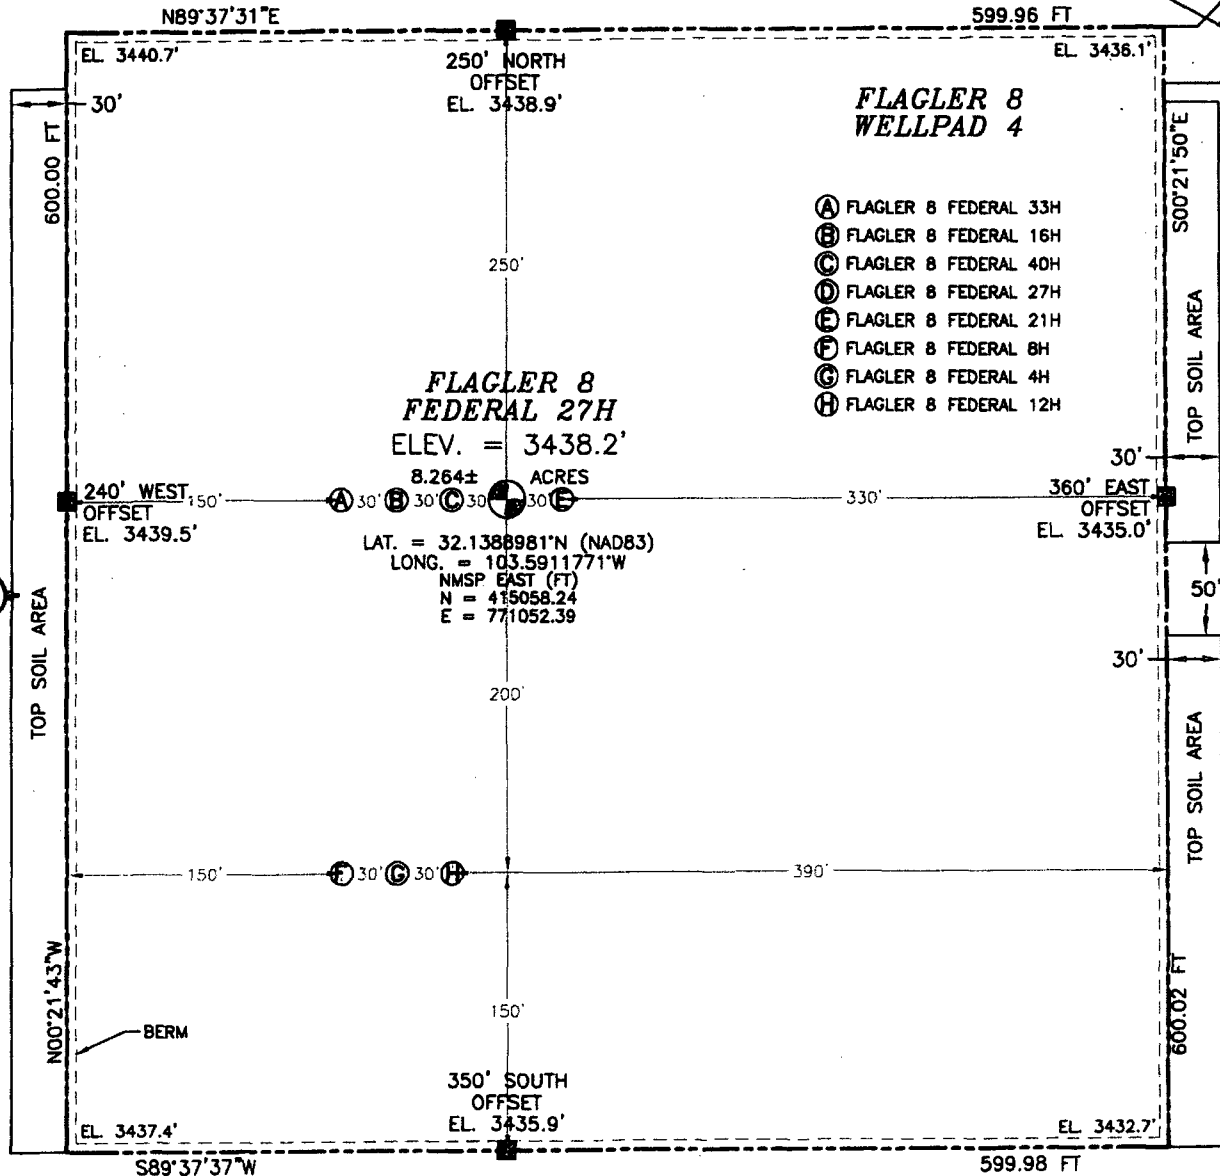 N89°37'31"E
599.96 FT
EL. 3440.7'
250' NORTH
OFFSET
EL. 3438.9'
EL. 3436.1'
30'
600.00 FT
FLAGLER 8
WELLPAD 4
S00°21'50"E
A FLAGLER 8 FEDERAL 33H
B FLAGLER 8 FEDERAL 16H
C FLAGLER 8 FEDERAL 40H
D FLAGLER 8 FEDERAL 27H
E FLAGLER 8 FEDERAL 21H
F FLAGLER 8 FEDERAL 8H
G FLAGLER 8 FEDERAL 4H
H FLAGLER 8 FEDERAL 12H
250'
TOP SOIL AREA
FLAGLER 8
FEDERAL 27H
ELEV. = 3438.2'
8.264± ACRES
30'
240' WEST
OFFSET
EL. 3439.5'
150' A 30' B 30' C 30' 30' E 330'
360' EAST
OFFSET
EL. 3435.0'
LAT. = 32.1388981°N (NAD83)
LONG. = 103.5911771°W
NMSP EAST (FT)
N = 415058.24
E = 771052.39
50'
TOP SOIL AREA
30'
200'
TOP SOIL AREA
150' F 30' G 30' H 390'
N00°21'43"W
BERM
150'
600.02 FT
350' SOUTH
OFFSET
EL. 3435.9'
EL. 3437.4'
EL. 3432.7'
S89°37'37"W
599.98 FT